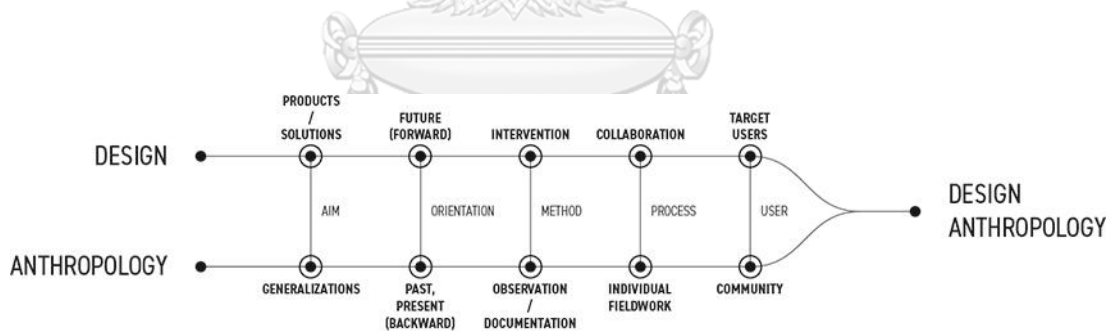 PRODUCTS
/
SOLUTIONS
FUTURE
(FORWARD)
INTERVENTION
COLLABORATION
TARGET
USERS
DESIGN
AIM
ORIENTATION
METHOD
PROCESS
USER
DESIGN
ANTHROPOLOGY
ANTHROPOLOGY
GENERALIZATIONS
PAST,
PRESENT
(BACKWARD)
OBSERVATION
/
DOCUMENTATION
INDIVIDUAL
FIELDWORK
COMMUNITY